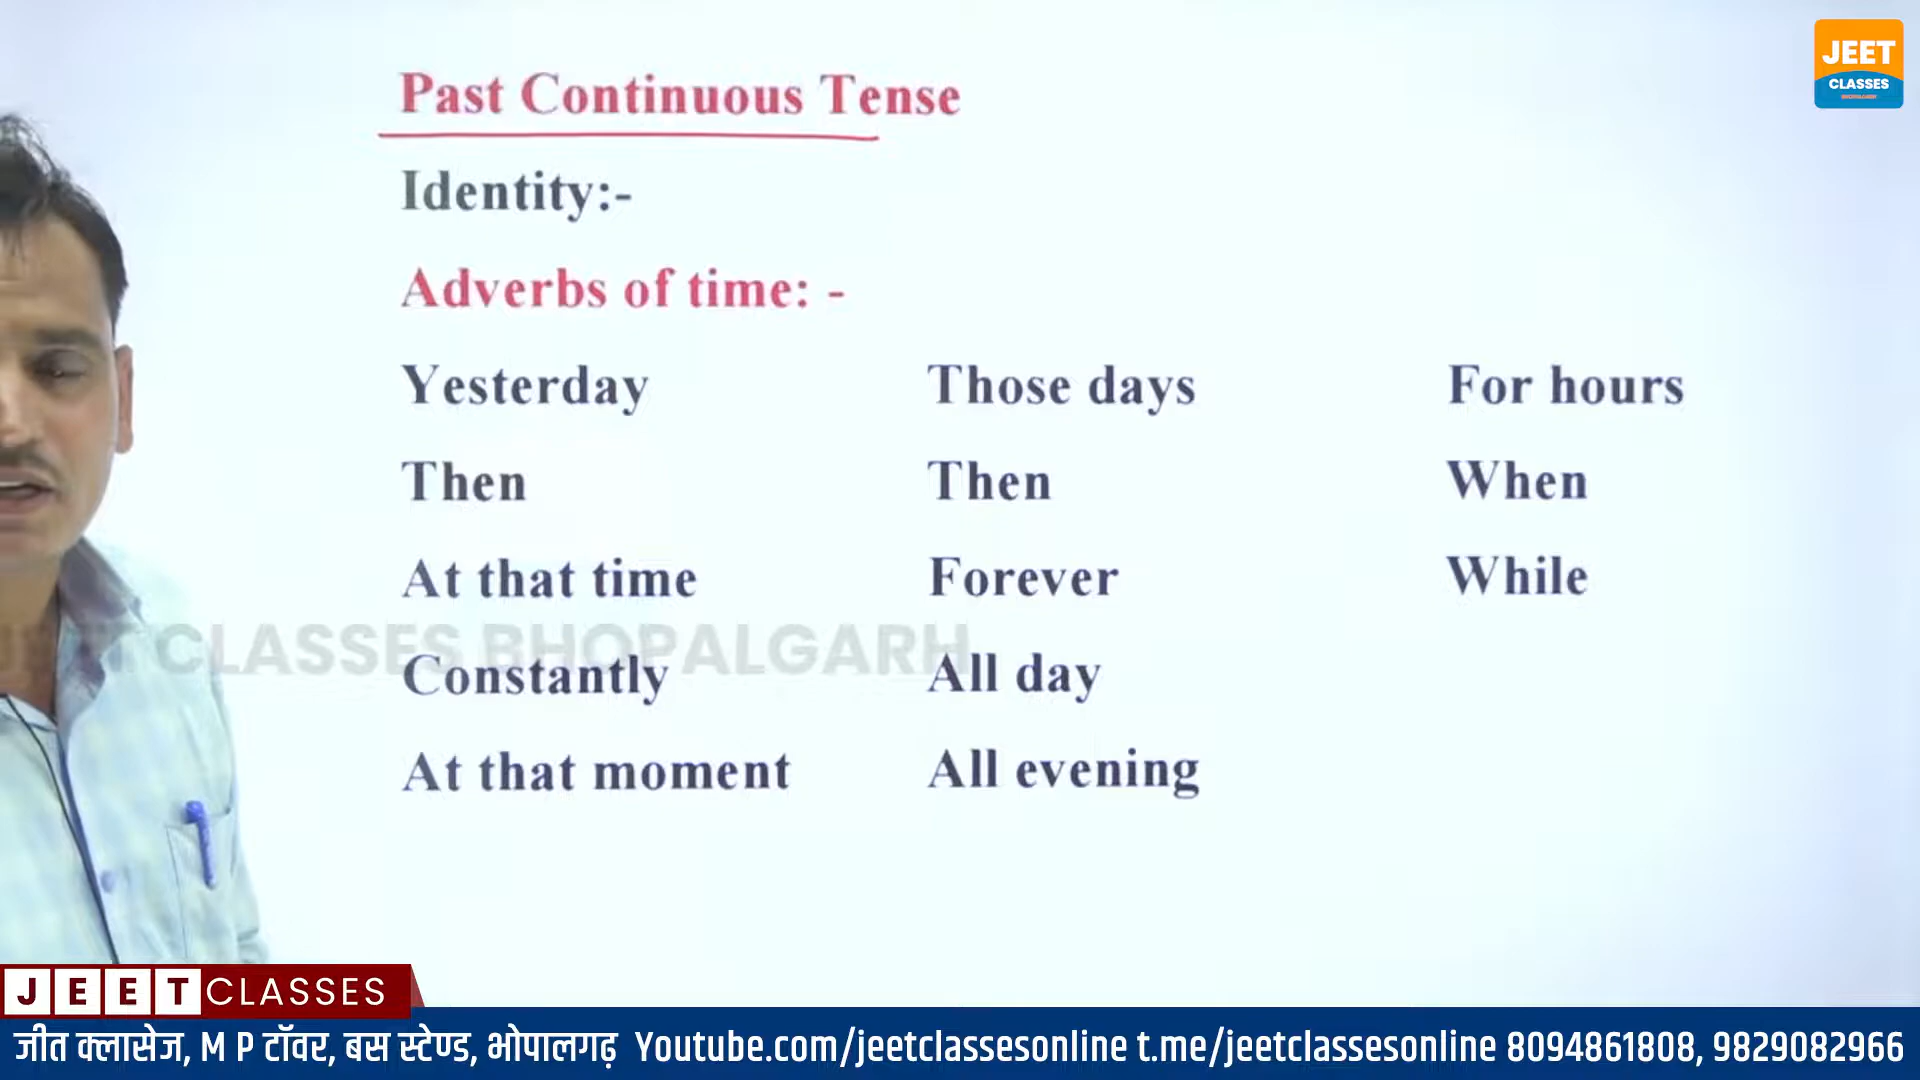 JEET
CLASSES
Past Continuous Tense
Identity:-
Adverbs of time: -
Yesterday Those days For hours
Then Then When
At that time Forever While
JEET CLASSES BHOPALGARH
Constantly All day
At that moment All evening
JEET CLASSES
जीत क्लासेज, M P टॉवर, बस स्टेण्ड, भोपालगढ़ Youtube.com/jeetclassesonline t.me/jeetclassesonline 8094861808, 9829082966